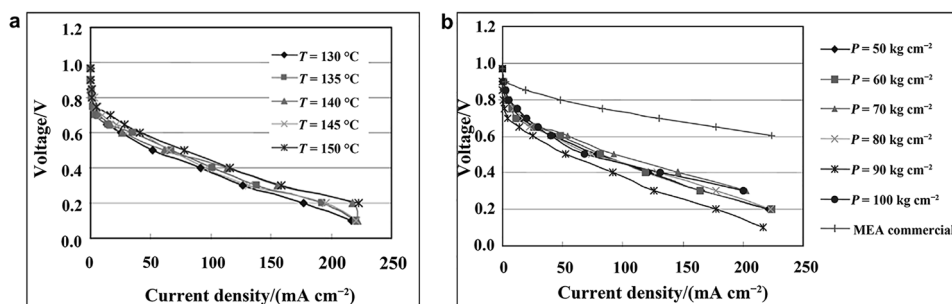 a
1.2
1.0
0.8
0.6
0.4
0.2
0.0
Voltage/V
0
50
100
150
200
250
Current density/(mA cm⁻²)
T = 130 °C
T = 135 °C
T = 140 °C
T = 145 °C
T = 150 °C
b
1.2
1.0
0.8
0.6
0.4
0.2
0.0
Voltage/V
0
50
100
150
200
250
Current density/(mA cm⁻²)
P = 50 kg cm⁻²
P = 60 kg cm⁻²
P = 70 kg cm⁻²
P = 80 kg cm⁻²
P = 90 kg cm⁻²
P = 100 kg cm⁻²
MEA commercial